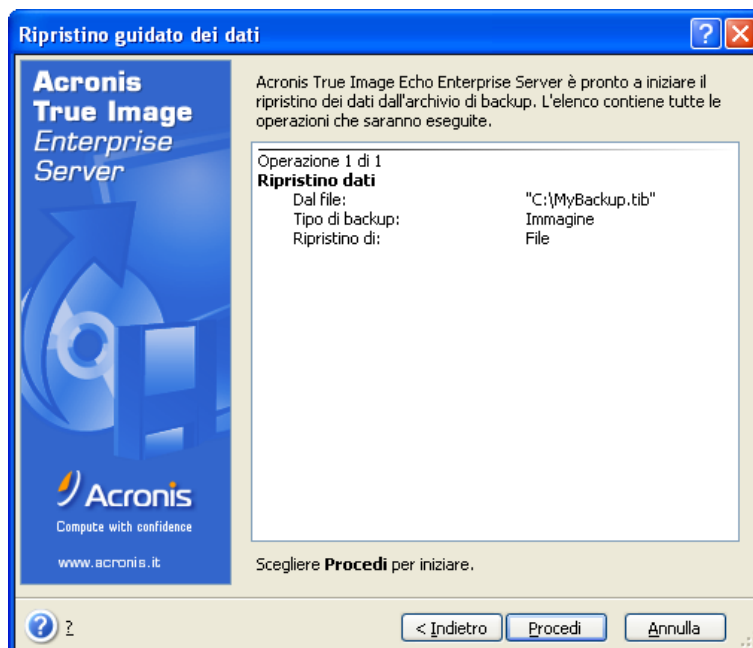 Ripristino guidato dei dati
Acronis
True Image
Enterprise
Server
Acronis True Image Echo Enterprise Server è pronto a iniziare il
ripristino dei dati dall'archivio di backup. L'elenco contiene tutte le
operazioni che saranno eseguite.
Operazione 1 di 1
Ripristino dati
Dal file: "C:\MyBackup.tib"
Tipo di backup: Immagine
Ripristino di: File
Acronis
Compute with confidence
www.acronis.it
Scegliere Procedi per iniziare.
? ?
< Indietro Procedi Annulla